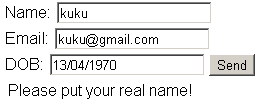 Name: kuku
Email: kuku@gmail.com
DOB: 13/04/1970 Send
Please put your real name!